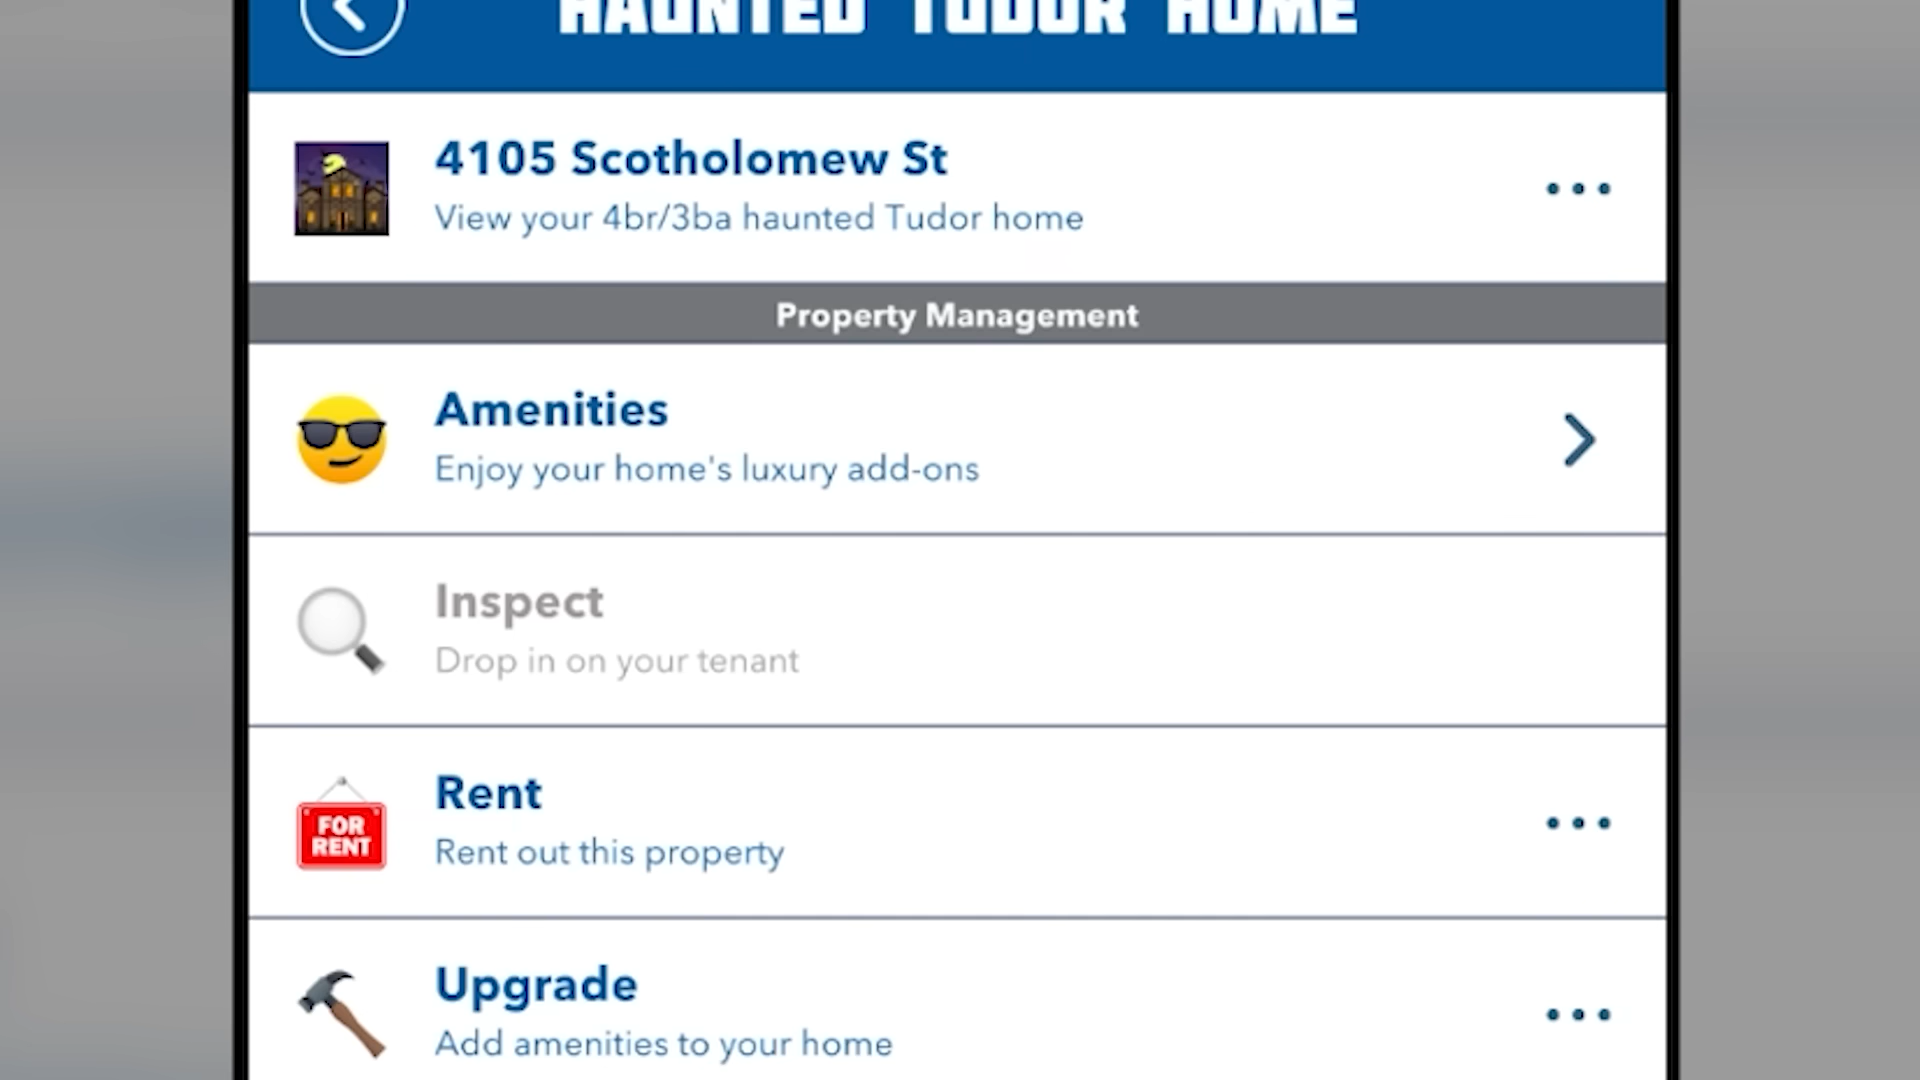 HAUNTED TUDOR HOME
4105 Scotholomew St
View your 4br/3ba haunted Tudor home
Property Management
Amenities
Enjoy your home's luxury add-ons
Inspect
Drop in on your tenant
Rent
Rent out this property
FOR
RENT
Upgrade
Add amenities to your home